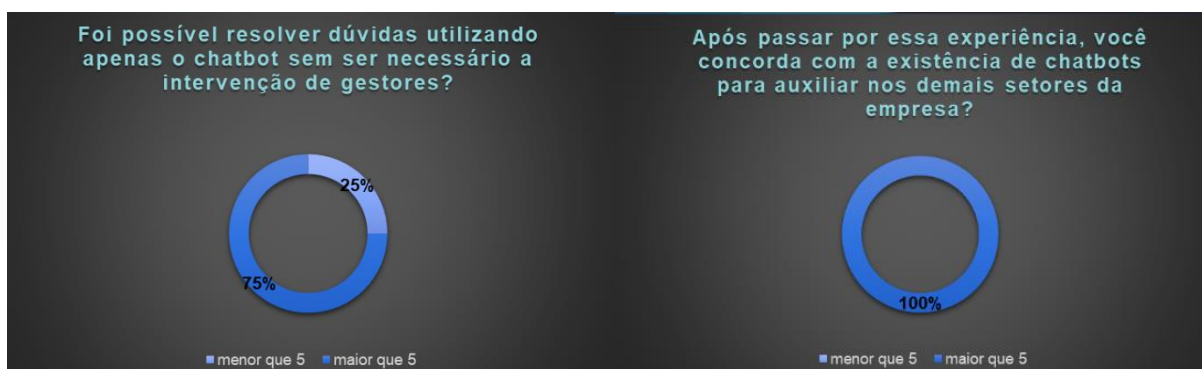 Foi possível resolver dúvidas utilizando
apenas o chatbot sem ser necessário a
intervenção de gestores?
25%
75%
menor que 5 maior que 5
Após passar por essa experiência, você
concorda com a existência de chatbots
para auxiliar nos demais setores da
empresa?
100%
menor que 5 maior que 5